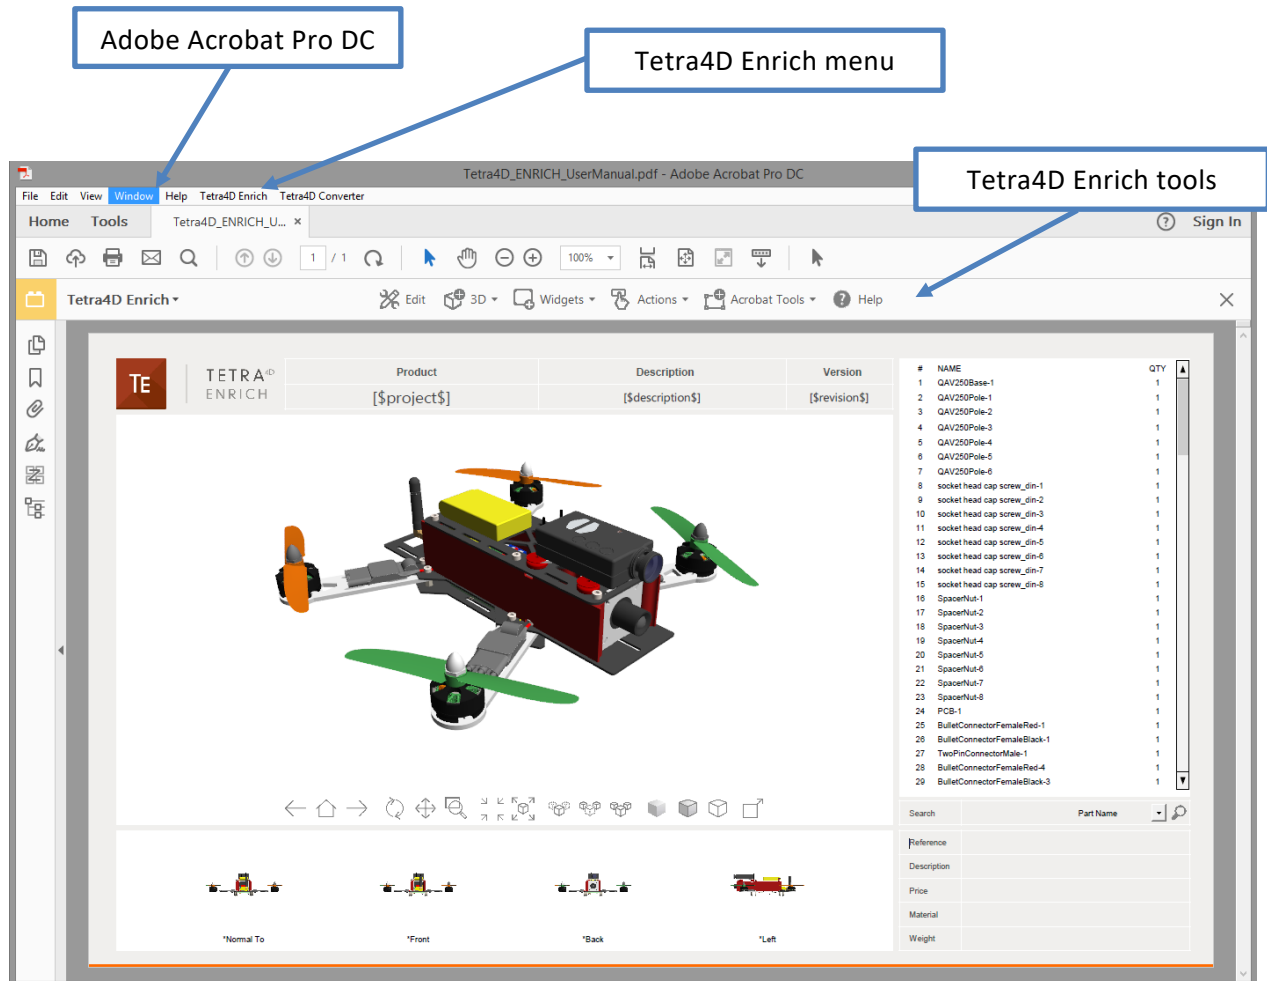 Adobe Acrobat Pro DC
Tetra4D Enrich menu
Tetra4D Enrich tools
Tetra4D_ENRICH_UserManual.pdf - Adobe Acrobat Pro DC
File Edit View Window Help Tetra4D Enrich Tetra4D Converter
Home Tools Tetra4D_ENRICH_U... × ? Sign In
1 / 1 100%
Tetra4D Enrich Edit 3D Widgets Actions Acrobat Tools ? Help
TE TETRA4D
ENRICH
Product Description Version
[$project$] [$description$] [$revision$]
# NAME QTY
1 QAV250Base-1 1
2 QAV250Pole-1 1
3 QAV250Pole-2 1
4 QAV250Pole-3 1
5 QAV250Pole-4 1
6 QAV250Pole-5 1
7 QAV250Pole-6 1
8 socket head cap screw_din-1 1
9 socket head cap screw_din-2 1
10 socket head cap screw_din-3 1
11 socket head cap screw_din-4 1
12 socket head cap screw_din-5 1
13 socket head cap screw_din-6 1
14 socket head cap screw_din-7 1
15 socket head cap screw_din-8 1
16 SpacerNut-1 1
17 SpacerNut-2 1
18 SpacerNut-3 1
19 SpacerNut-4 1
20 SpacerNut-5 1
21 SpacerNut-6 1
22 SpacerNut-7 1
23 SpacerNut-8 1
24 PCB-1 1
25 BulletConnectorFemaleRed-1 1
26 BulletConnectorFemaleBlack-1 1
27 TwoPinConnectorMale-1 1
28 BulletConnectorFemaleRed-4 1
29 BulletConnectorFemaleBlack-3 1
Search Part Name
Reference
Description
Price
Material
Weight
*Normal To *Front *Back *Left